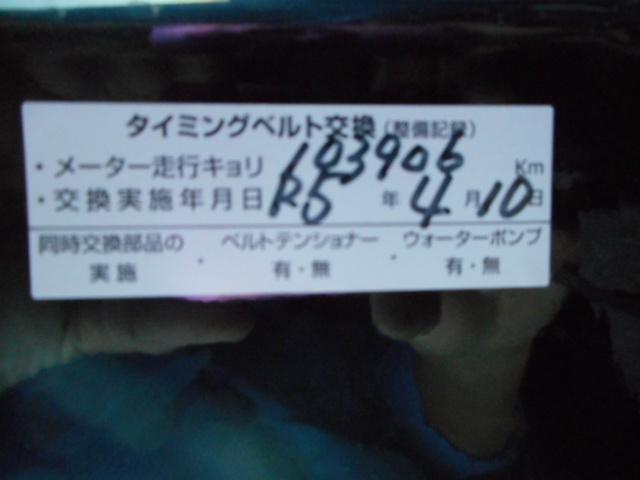 タイミングベルト交換 (整備記録)
・メーター走行キョリ 103906 Km
・交換実施年月日 R5 年 4 月 10 日
同時交換部品の ・ ベルトテンショナー ・ ウォーターポンプ
実施 有・無 有・無